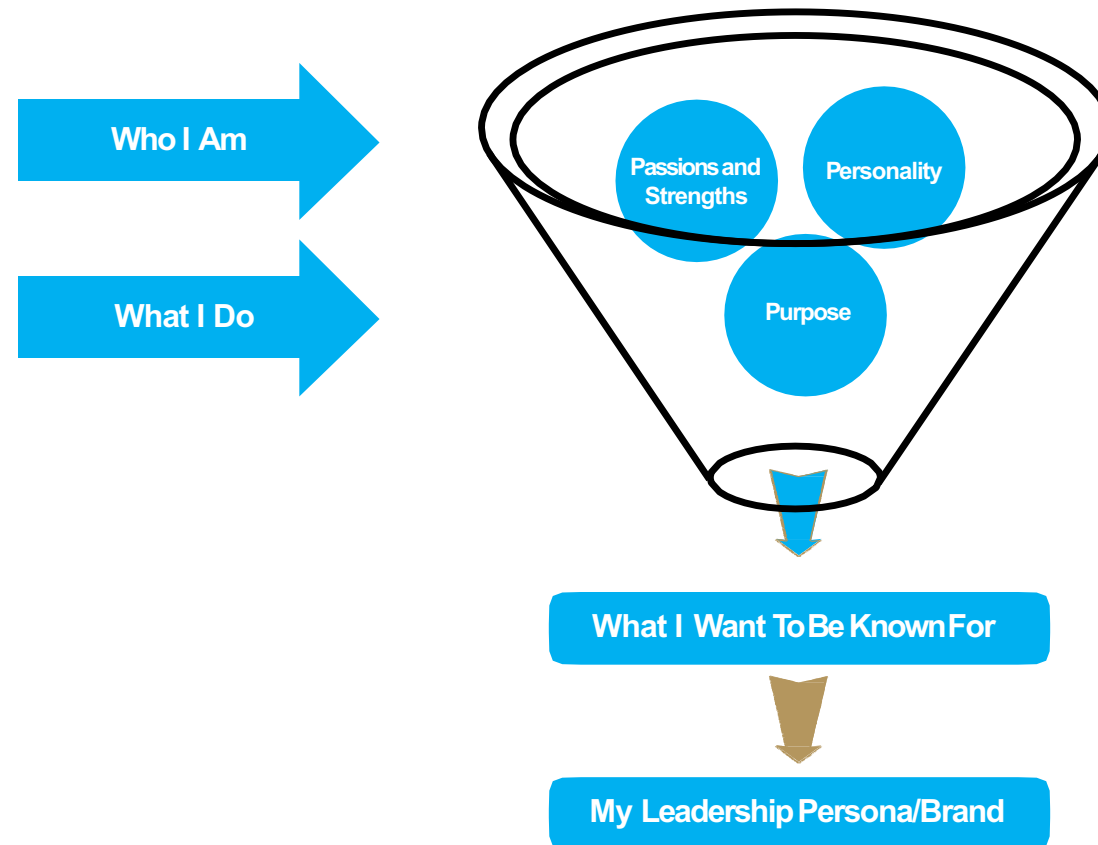 Who I Am
What I Do
Passions and
Strengths
Personality
Purpose
What I Want To Be Known For
My Leadership Persona/Brand